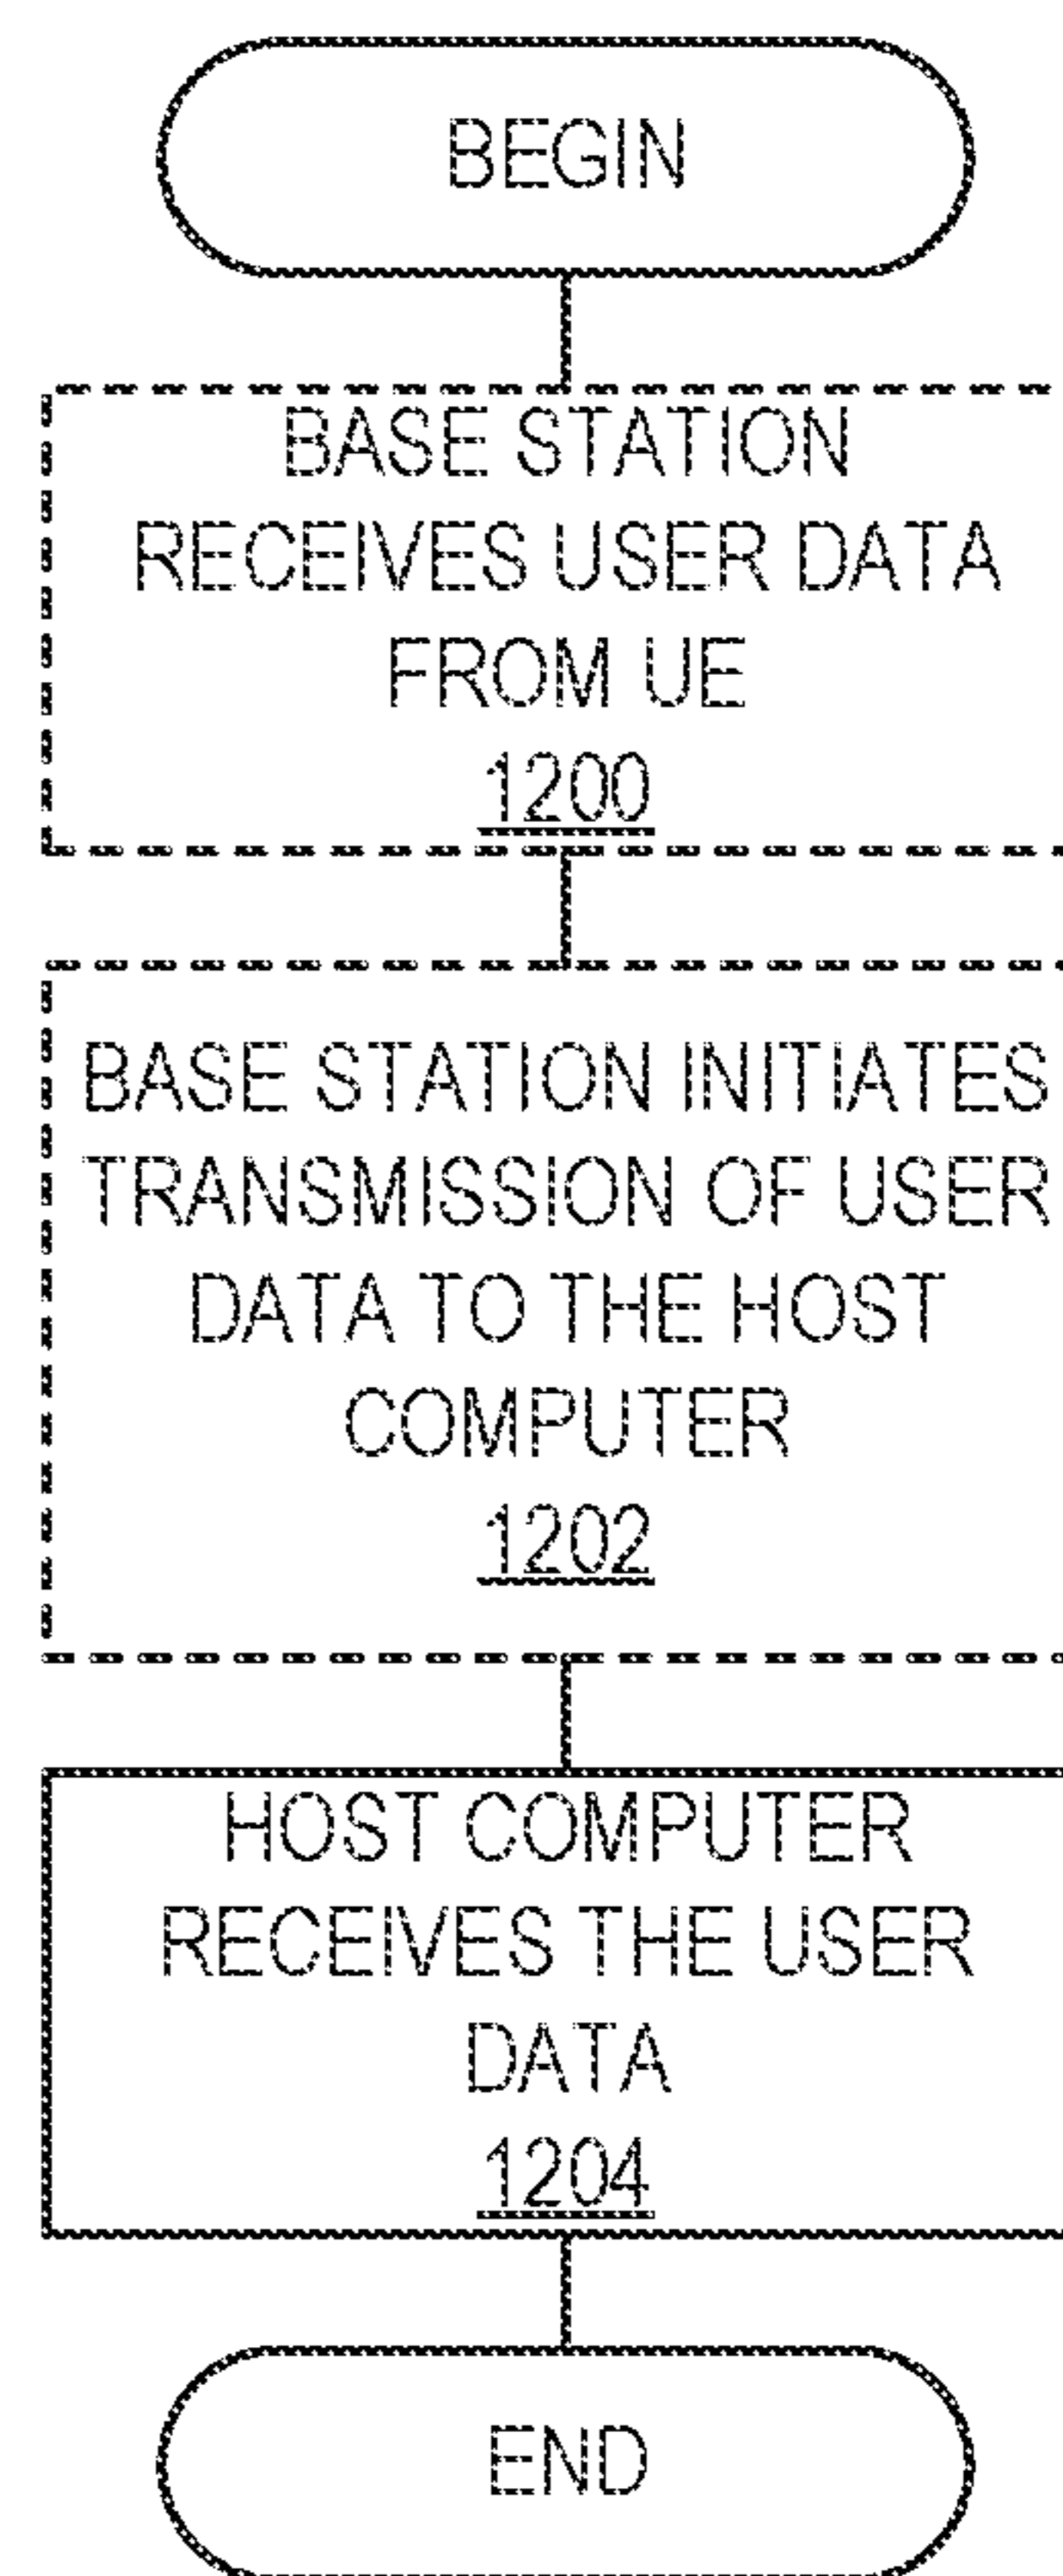 BEGIN
BASE STATION
RECEIVES USER DATA
FROM UE
1200
BASE STATION INITIATES
TRANSMISSION OF USER
DATA TO THE HOST
COMPUTER
1202
HOST COMPUTER
RECEIVES THE USER
DATA
1204
END